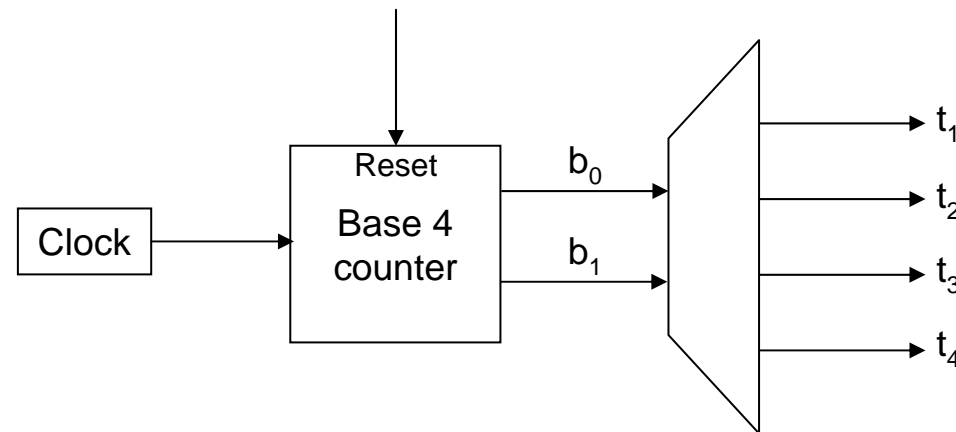 Reset
Clock
Base 4
counter
b₀
b₁
t₁
t₂
t₃
t₄